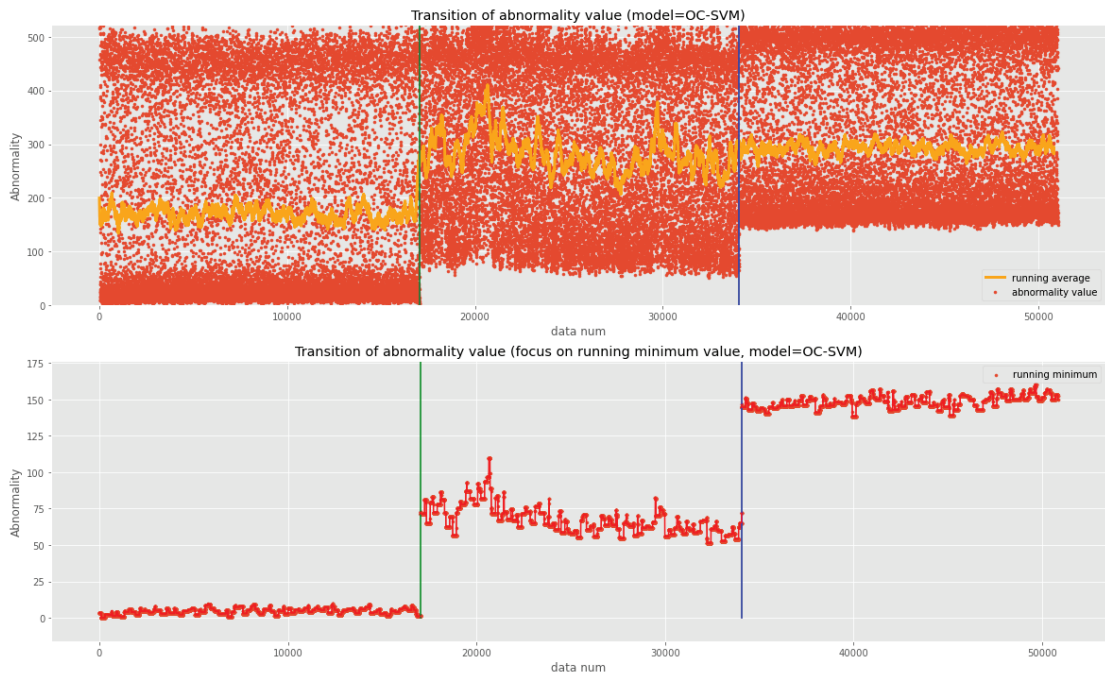 Transition of abnormality value (model=OC-SVM)
500
400
300
200
100
0
Abnormality
running average
abnormality value
0 10000 20000 30000 40000 50000
data num
Transition of abnormality value (focus on running minimum value, model=OC-SVM)
175
150
125
100
75
50
25
0
Abnormality
running minimum
0 10000 20000 30000 40000 50000
data num